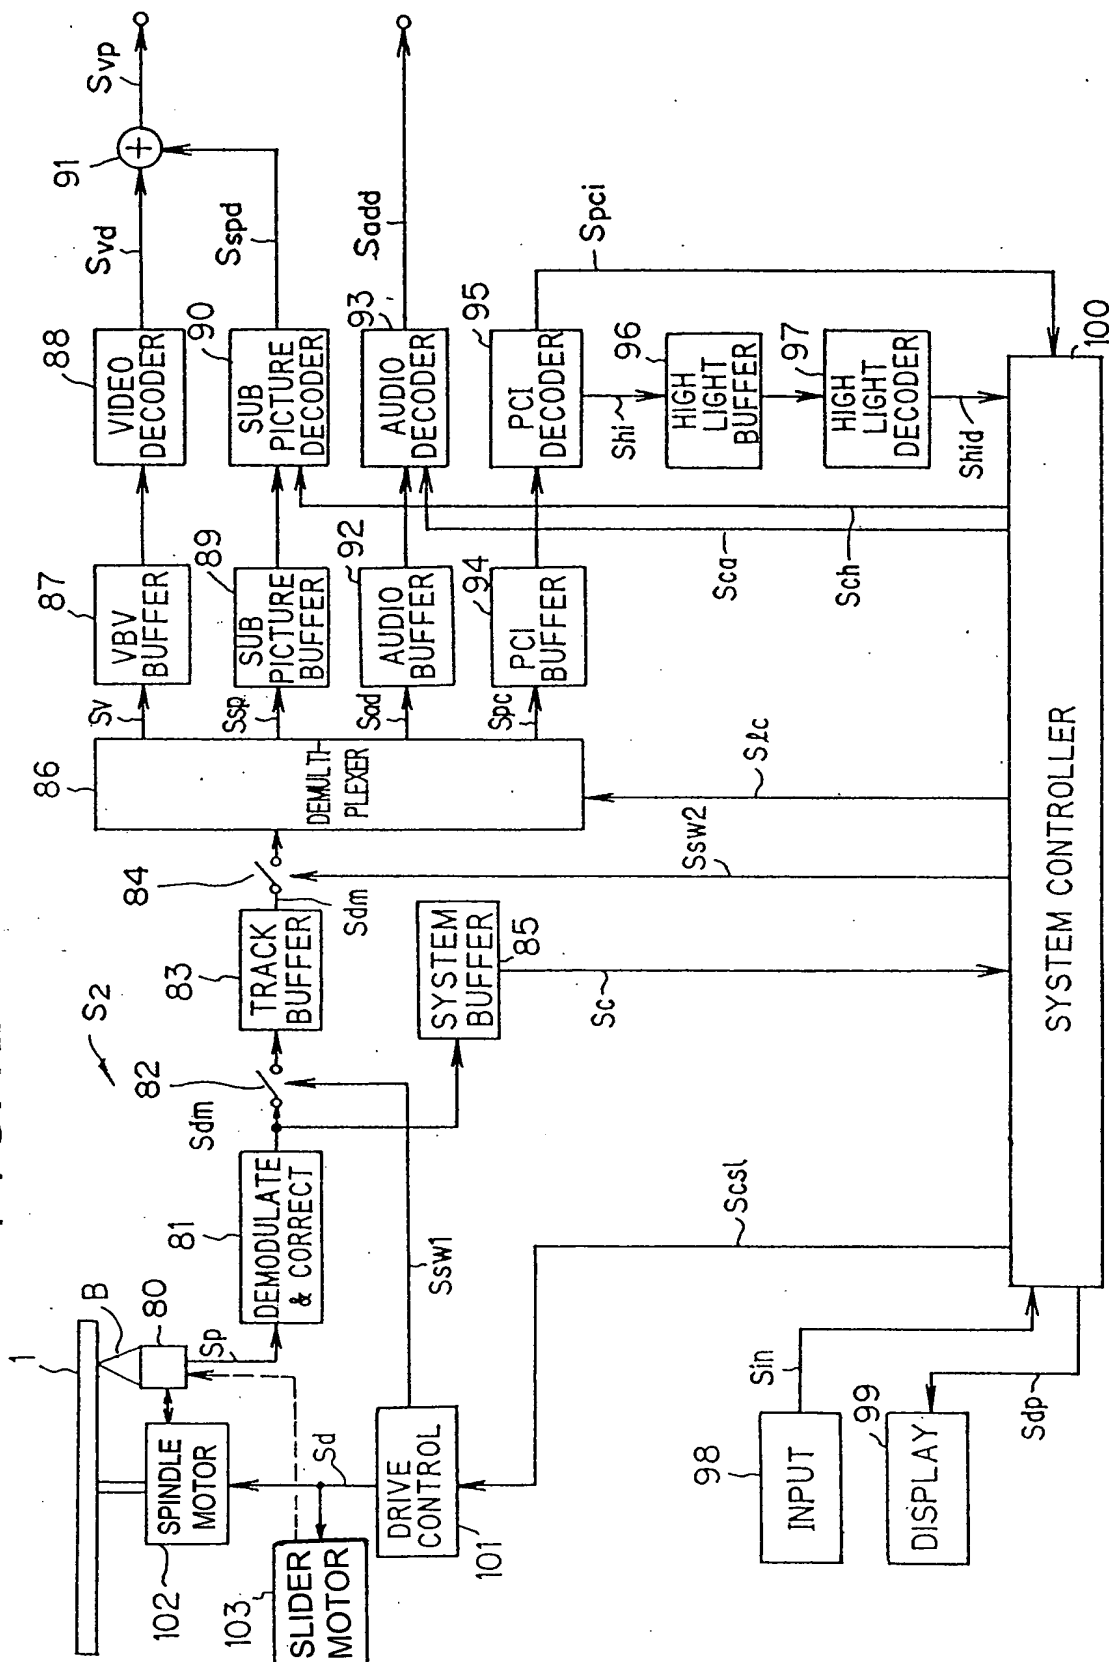 S2
1
B
80
Sp
SPINDLE
MOTOR
102
103
SLIDER
MOTOR
Sd
DRIVE
CONTROL
101
81
DEMODULATE
& CORRECT
Sdm
82
Ssw1
83
TRACK
BUFFER
84
Sdm
SYSTEM
BUFFER
85
Sc
Ssw2
Slc
86
DEMULTI
PLEXER
Sv
Ssp
Sad
Spc
87
VBV
BUFFER
88
VIDEO
DECODER
Svd
91
+
Svp
89
SUB
PICTURE
BUFFER
90
SUB
PICTURE
DECODER
Sspd
92
AUDIO
BUFFER
93
AUDIO
DECODER
Sadd
94
PCI
BUFFER
95
PCI
DECODER
Spci
Shi
96
HIGH
LIGHT
BUFFER
97
HIGH
LIGHT
DECODER
Shid
Sca
Sch
Scsl
98
INPUT
Sin
99
DISPLAY
Sdp
SYSTEM CONTROLLER
100